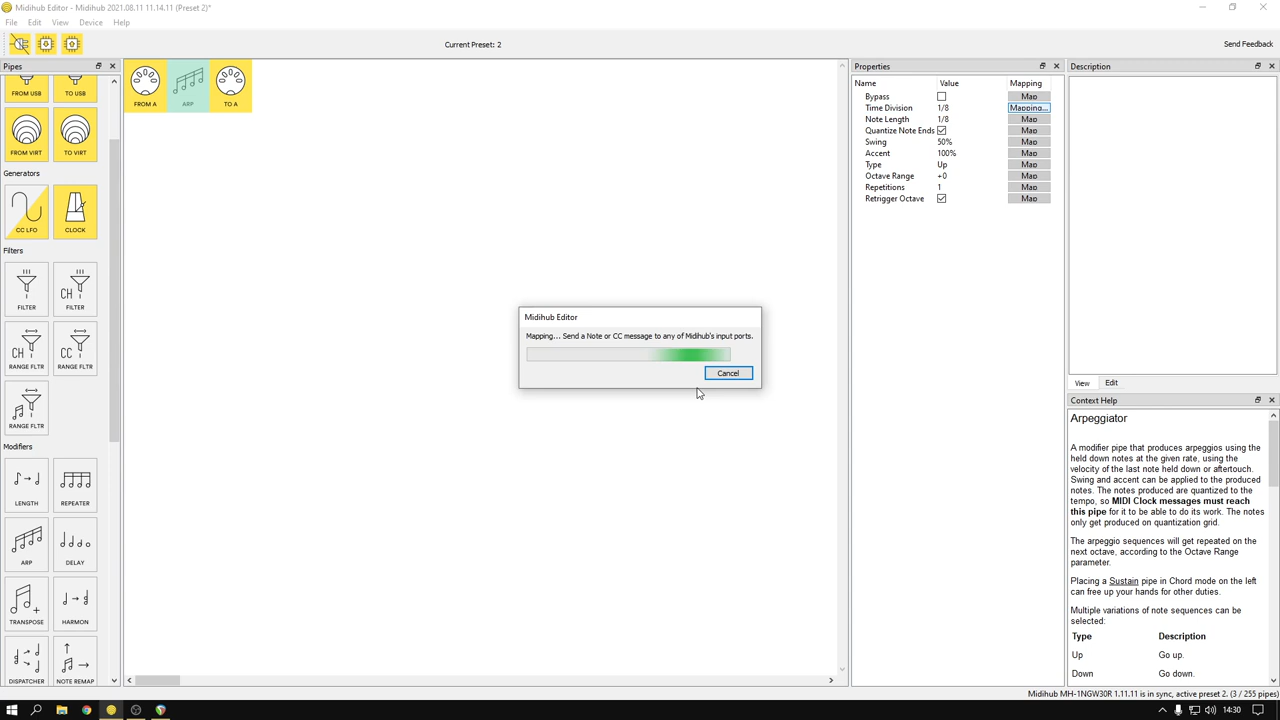 Midihub Editor - Midihub 2021.08.11 11.14.11 (Preset 2)*
File Edit View Device Help
Current Preset: 2
Send Feedback
Pipes
FROM USB
TO USB
FROM VIRT
TO VIRT
Generators
CC LFO
CLOCK
Filters
FILTER
CH
FILTER
CH
RANGE FLTR
CC
RANGE FLTR
RANGE FLTR
Modifiers
LENGTH
REPEATER
ARP
DELAY
TRANSPOSE
HARMON
DISPATCHER
NOTE REMAP
FROM A
ARP
TO A
Midihub Editor
Mapping... Send a Note or CC message to any of Midihub's input ports.
Cancel
Properties
Name Value Mapping
Bypass Map
Time Division 1/8 Mapping...
Note Length 1/8 Map
Quantize Note Ends Map
Swing 50% Map
Accent 100% Map
Type Up Map
Octave Range +0 Map
Repetitions 1 Map
Retrigger Octave Map
Description
View Edit
Context Help
Arpeggiator
A modifier pipe that produces arpeggios using the
held down notes at the given rate, using the
velocity of the last note held down or aftertouch.
Swing and accent can be applied to the produced
notes. The notes produced are quantized to the
tempo, so MIDI Clock messages must reach
this pipe for it to be able to do its work. The notes
only get produced on quantization grid.
The arpeggio sequences will get repeated on the
next octave, according to the Octave Range
parameter.
Placing a Sustain pipe in Chord mode on the left
can free up your hands for other duties.
Multiple variations of note sequences can be
selected:
Type Description
Up Go up.
Down Go down.
Midihub MH-1NGW30R 1.11.11 is in sync, active preset 2. (3 / 255 pipes)
14:30